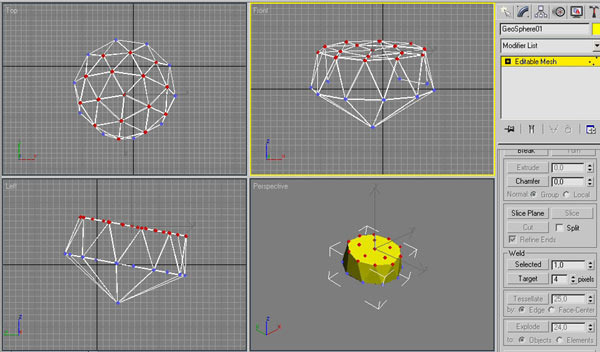 Top
Front
Left
Perspective
GeoSphere01
Modifier List
Editable Mesh
Break
Turn
Extrude 0,0
Chamfer 0,0
Normal: Group Local
Slice Plane Slice
Cut Split
Refine Ends
Weld
Selected 1,0
Target 4 pixels
Tessellate 25,0
by: Edge Face-Center
Explode 24,0
to: Objects Elements